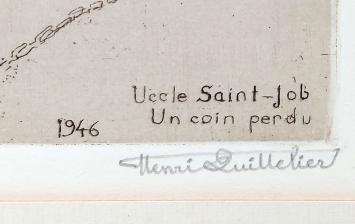 Uccle Saint-Job
Un coin perdu
1946
Henri Quittelier